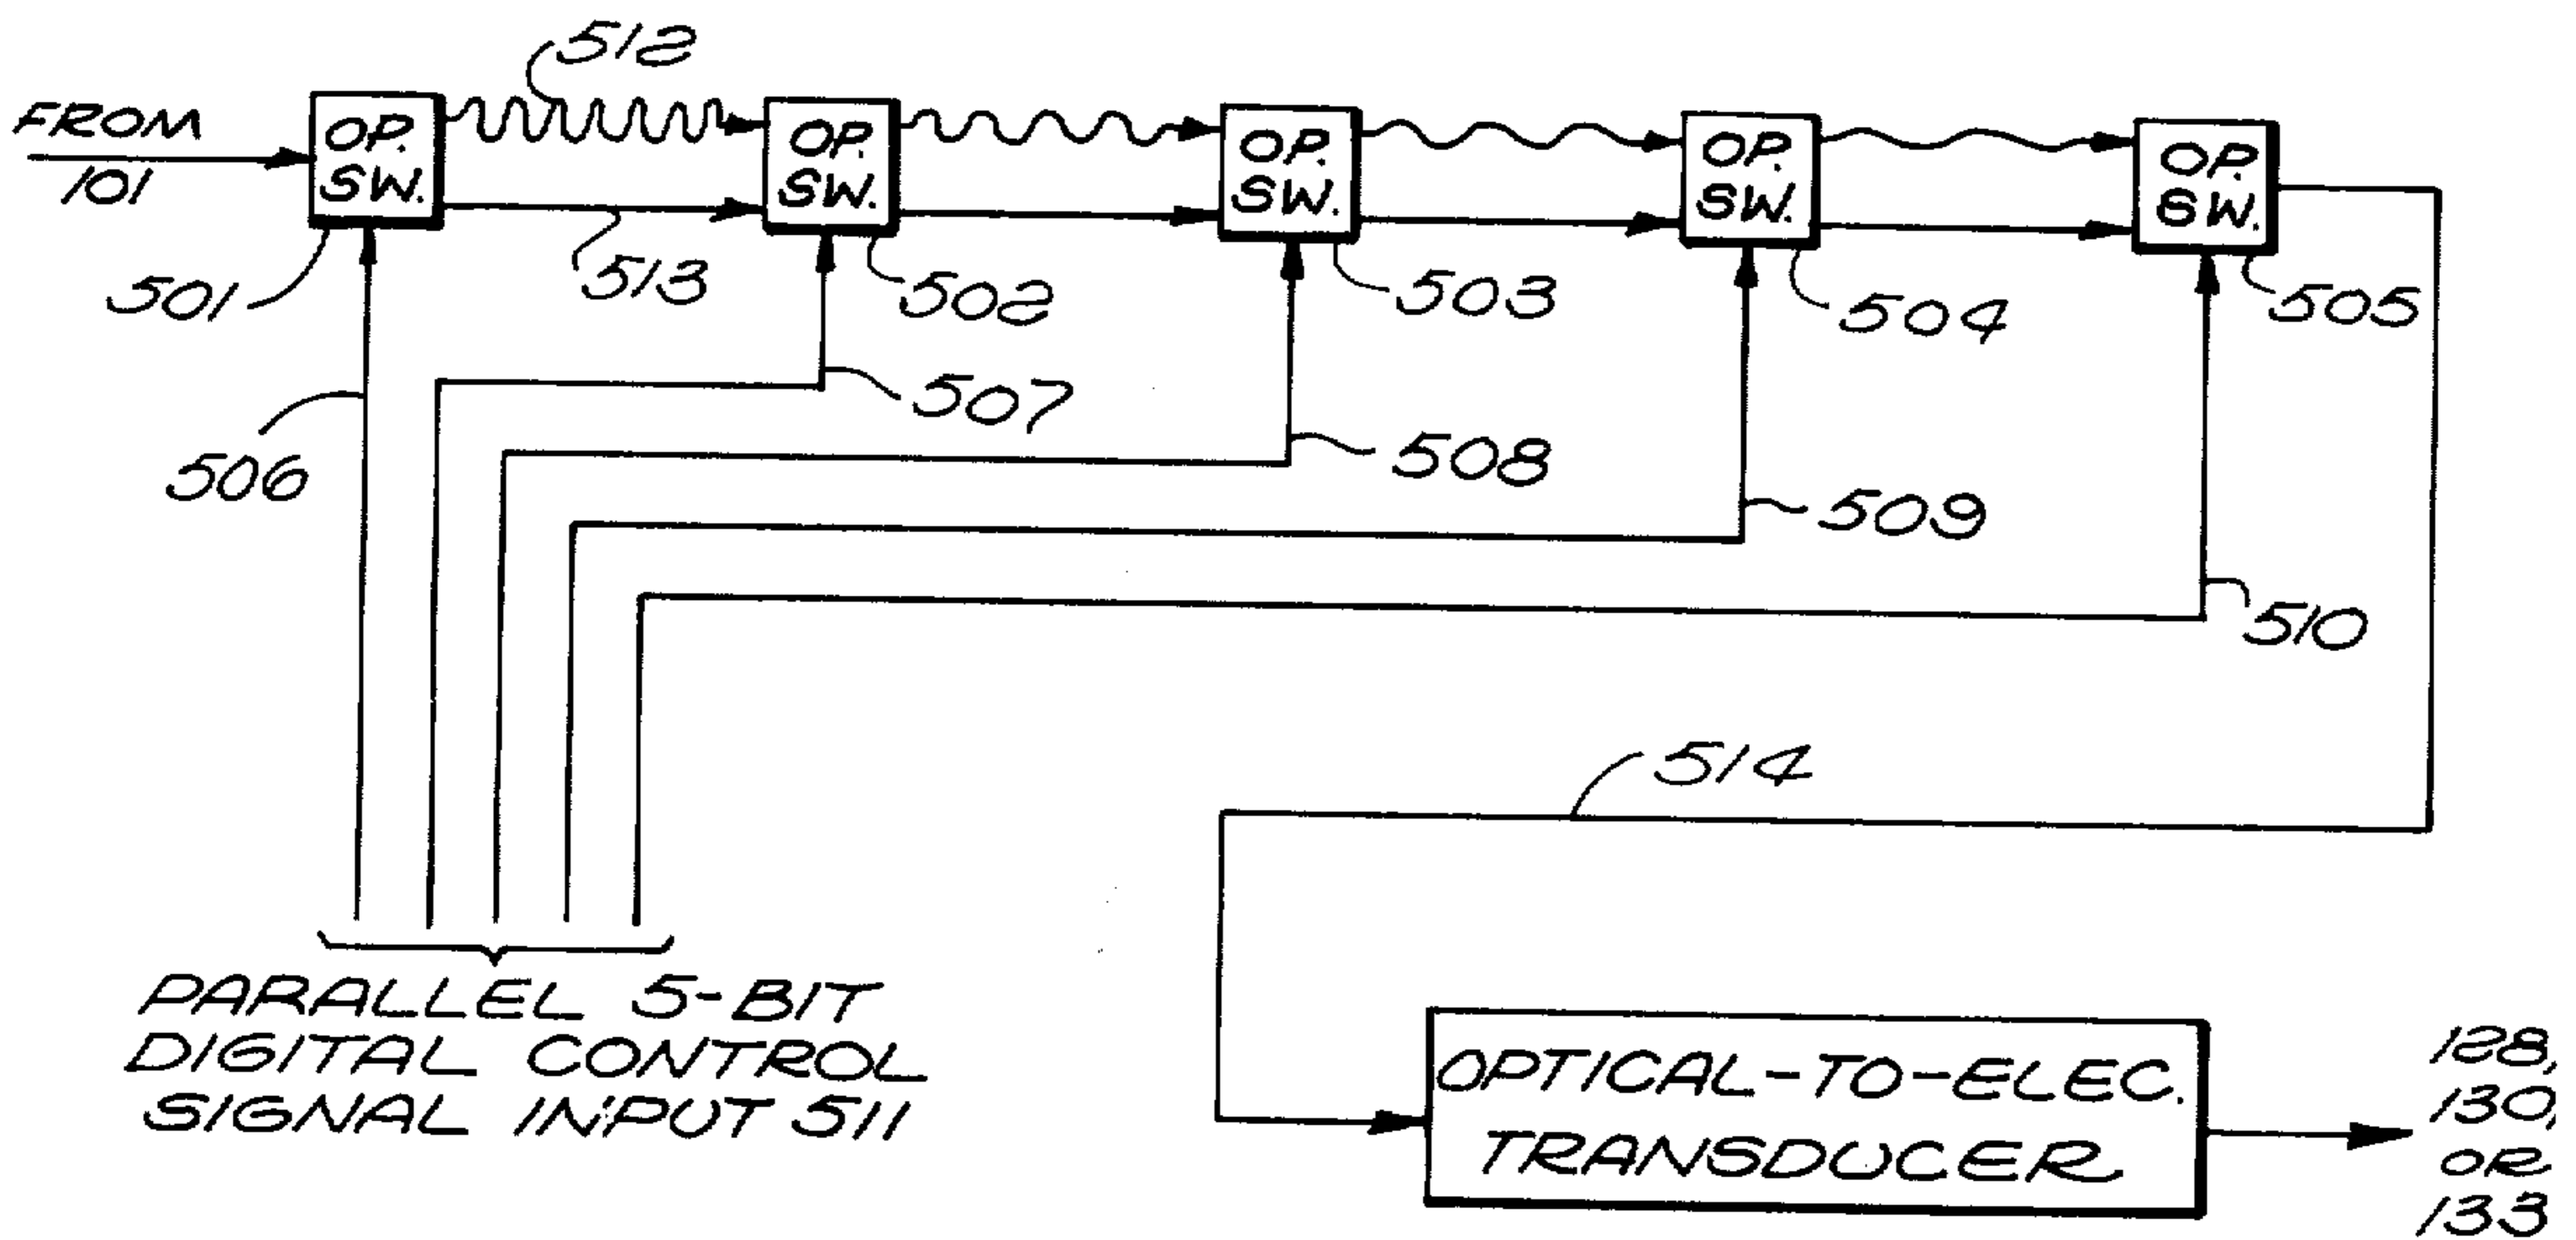 512
FROM
101
OP.
SW.
OP.
SW.
OP.
SW.
OP.
SW.
OP.
SW.
501
513
502
503
504
505
506
507
508
509
510
514
PARALLEL 5-BIT
DIGITAL CONTROL
SIGNAL INPUT 511
OPTICAL-TO-ELEC.
TRANSDUCER
128,
130,
OR
133